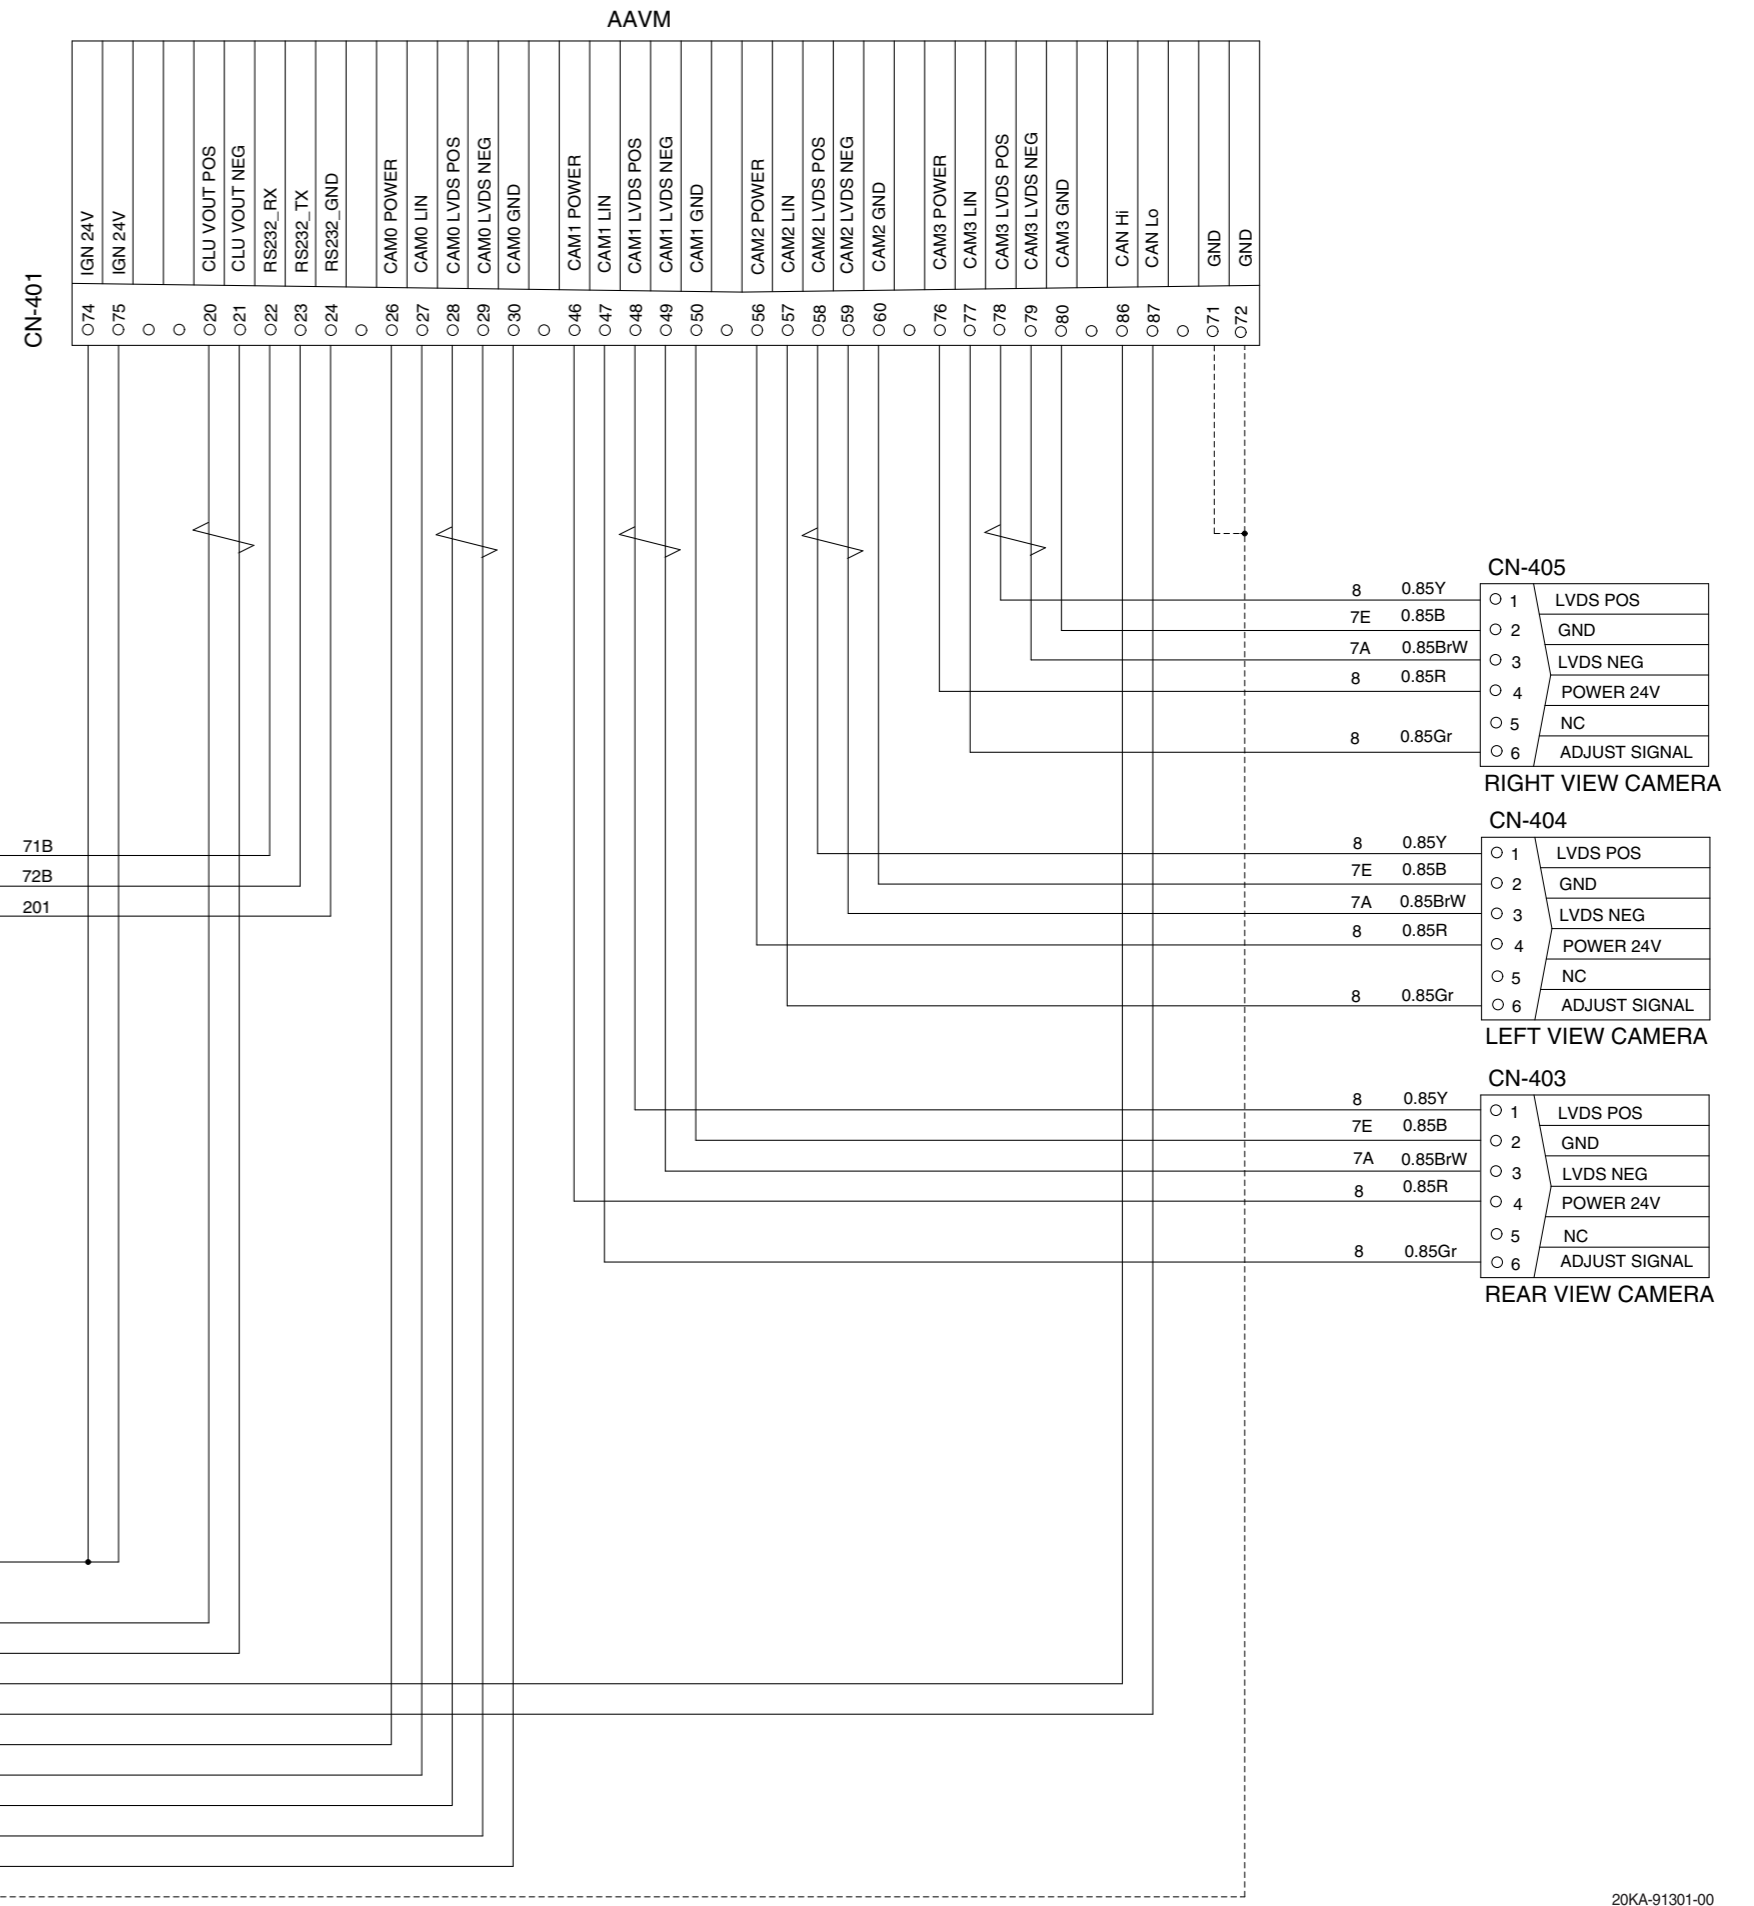 AAVM
CN-401
IGN 24V
IGN 24V
CLU VOUT POS
CLU VOUT NEG
RS232_RX
RS232_TX
RS232_GND
CAM0 POWER
CAM0 LIN
CAM0 LVDS POS
CAM0 LVDS NEG
CAM0 GND
CAM1 POWER
CAM1 LIN
CAM1 LVDS POS
CAM1 LVDS NEG
CAM1 GND
CAM2 POWER
CAM2 LIN
CAM2 LVDS POS
CAM2 LVDS NEG
CAM2 GND
CAM3 POWER
CAM3 LIN
CAM3 LVDS POS
CAM3 LVDS NEG
CAM3 GND
CAN Hi
CAN Lo
GND
GND
74
75
20
21
22
23
24
26
27
28
29
30
46
47
48
49
50
56
57
58
59
60
76
77
78
79
80
86
87
71
72
CN-405
8 0.85Y 1 LVDS POS
7E 0.85B 2 GND
7A 0.85BrW 3 LVDS NEG
8 0.85R 4 POWER 24V
5 NC
8 0.85Gr 6 ADJUST SIGNAL
RIGHT VIEW CAMERA
CN-404
8 0.85Y 1 LVDS POS
7E 0.85B 2 GND
7A 0.85BrW 3 LVDS NEG
8 0.85R 4 POWER 24V
5 NC
8 0.85Gr 6 ADJUST SIGNAL
LEFT VIEW CAMERA
71B
72B
201
CN-403
8 0.85Y 1 LVDS POS
7E 0.85B 2 GND
7A 0.85BrW 3 LVDS NEG
8 0.85R 4 POWER 24V
5 NC
8 0.85Gr 6 ADJUST SIGNAL
REAR VIEW CAMERA
20KA-91301-00